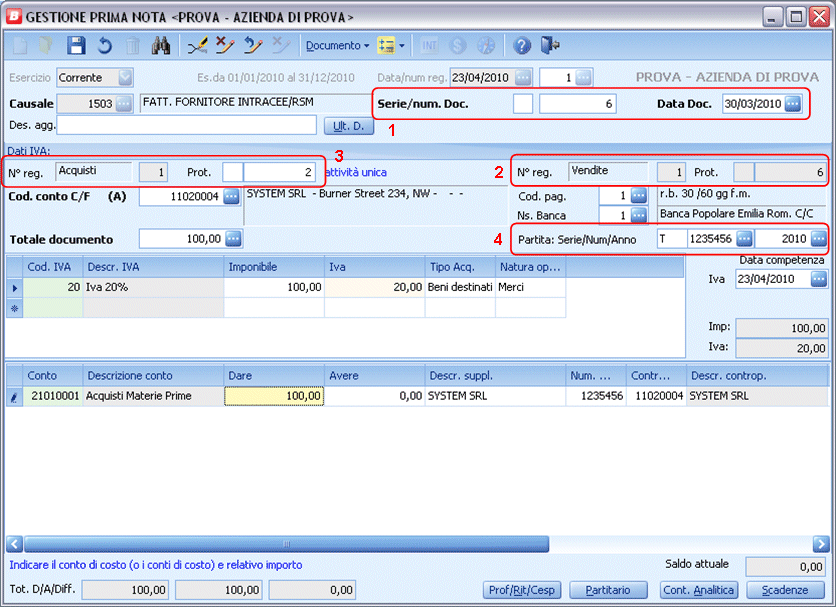 GESTIONE PRIMA NOTA <PROVA - AZIENDA DI PROVA>
Documento INT
Esercizio Corrente Es.da 01/01/2010 al 31/12/2010 Data/num reg. 23/04/2010 1 PROVA - AZIENDA DI PROVA
Causale 1503 FATT. FORNITORE INTRACEE/RSM Serie/num. Doc. 6 Data Doc. 30/03/2010
Des. agg. Ult. D. 1
Dati IVA: 3
N° reg. Acquisti 1 Prot. 2 attività unica 2 N° reg. Vendite 1 Prot. 6
Cod. conto C/F (A) 11020004 SYSTEM SRL - Burner Street 234, NW - - - Cod. pag. 1 r.b. 30 /60 gg f.m.
Ns. Banca 1 Banca Popolare Emilia Rom. C/C
Totale documento 100,00 4 Partita: Serie/Num/Anno T 1235456 2010
Cod. IVA Descr. IVA Imponibile Iva Tipo Acq. Natura op... Data competenza
20 Iva 20% 100,00 20,00 Beni destinati Merci Iva 23/04/2010
Imp: 100,00
Iva: 20,00
Conto Descrizione conto Dare Avere Descr. suppl. Num. ... Contr... Descr. controp.
21010001 Acquisti Materie Prime 100,00 0,00 SYSTEM SRL 1235456 11020004 SYSTEM SRL
Indicare il conto di costo (o i conti di costo) e relativo importo Saldo attuale 0,00
Tot. D/A/Diff. 100,00 100,00 0,00 Prof/Rit/Cesp Partitario Cont. Analitica Scadenze